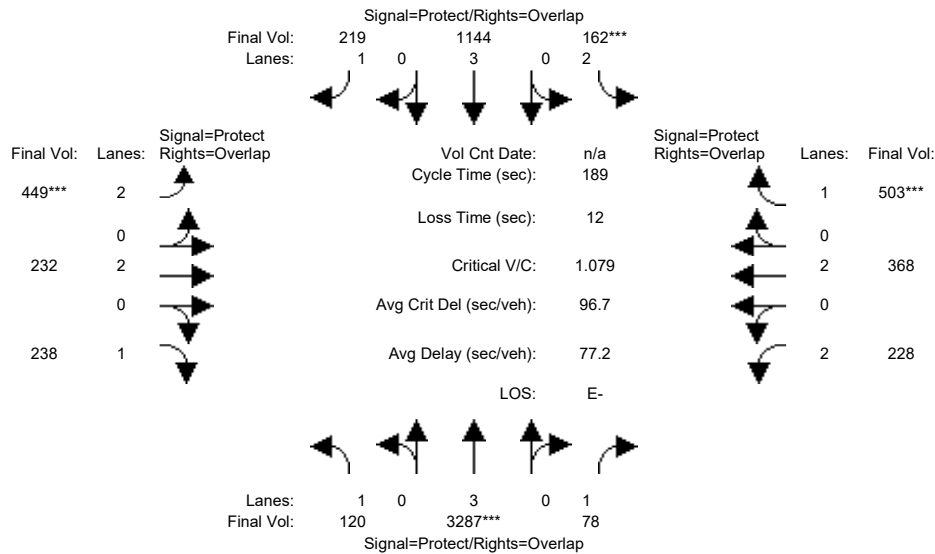 Signal=Protect/Rights=Overlap
Final Vol: 219 1144 162***
Lanes: 1 0 3 0 2
Signal=Protect
Final Vol: Lanes: Rights=Overlap
Vol Cnt Date: n/a
Signal=Protect
Rights=Overlap Lanes: Final Vol:
Cycle Time (sec): 189
449*** 2
1 503***
Loss Time (sec): 12
0
0
232 2
Critical V/C: 1.079
2 368
0
Avg Crit Del (sec/veh): 96.7
0
238 1
Avg Delay (sec/veh): 77.2
2 228
LOS: E-
Lanes: 1 0 3 0 1
Final Vol: 120 3287*** 78
Signal=Protect/Rights=Overlap